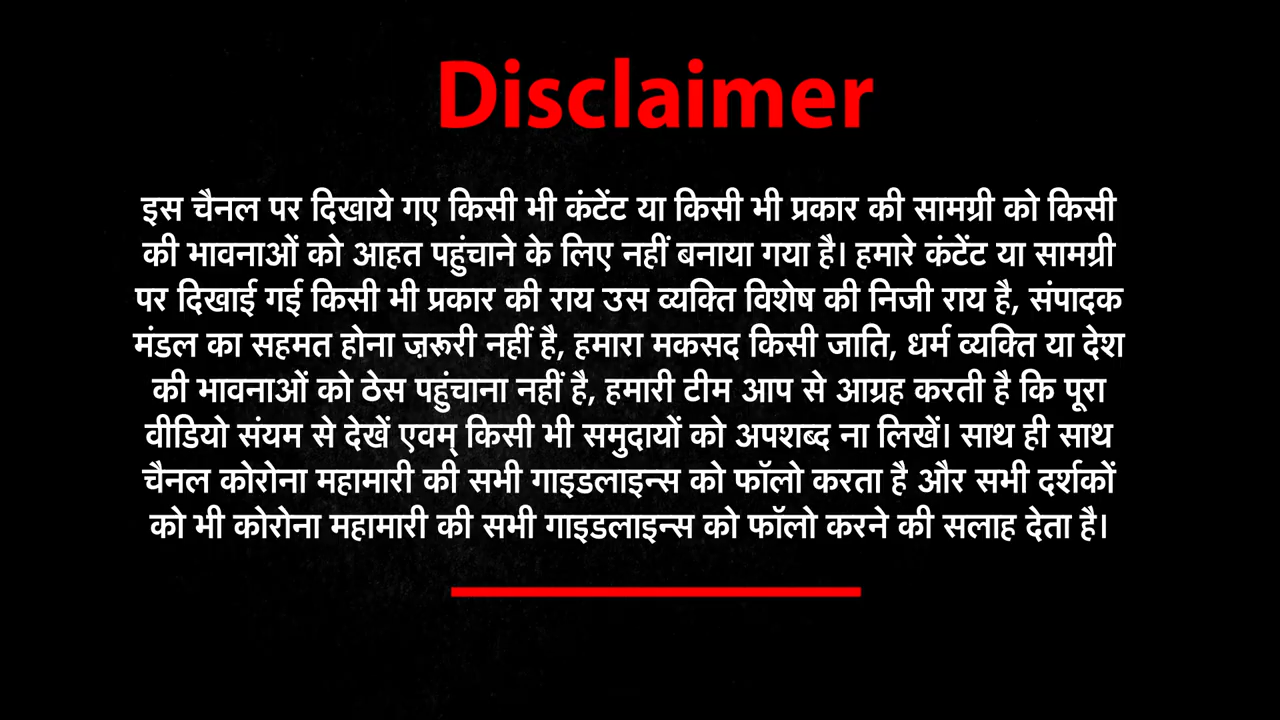 Disclaimer
इस चैनल पर दिखाये गए किसी भी कंटेंट या किसी भी प्रकार की सामग्री को किसी
की भावनाओं को आहत पहुंचाने के लिए नहीं बनाया गया है। हमारे कंटेंट या सामग्री
पर दिखाई गई किसी भी प्रकार की राय उस व्यक्ति विशेष की निजी राय है, संपादक
मंडल का सहमत होना ज़रूरी नहीं है, हमारा मकसद किसी जाति, धर्म व्यक्ति या देश
की भावनाओं को ठेस पहुंचाना नहीं है, हमारी टीम आप से आग्रह करती है कि पूरा
वीडियो संयम से देखें एवम् किसी भी समुदायों को अपशब्द ना लिखें। साथ ही साथ
चैनल कोरोना महामारी की सभी गाइडलाइन्स को फॉलो करता है और सभी दर्शकों
को भी कोरोना महामारी की सभी गाइडलाइन्स को फॉलो करने की सलाह देता है।